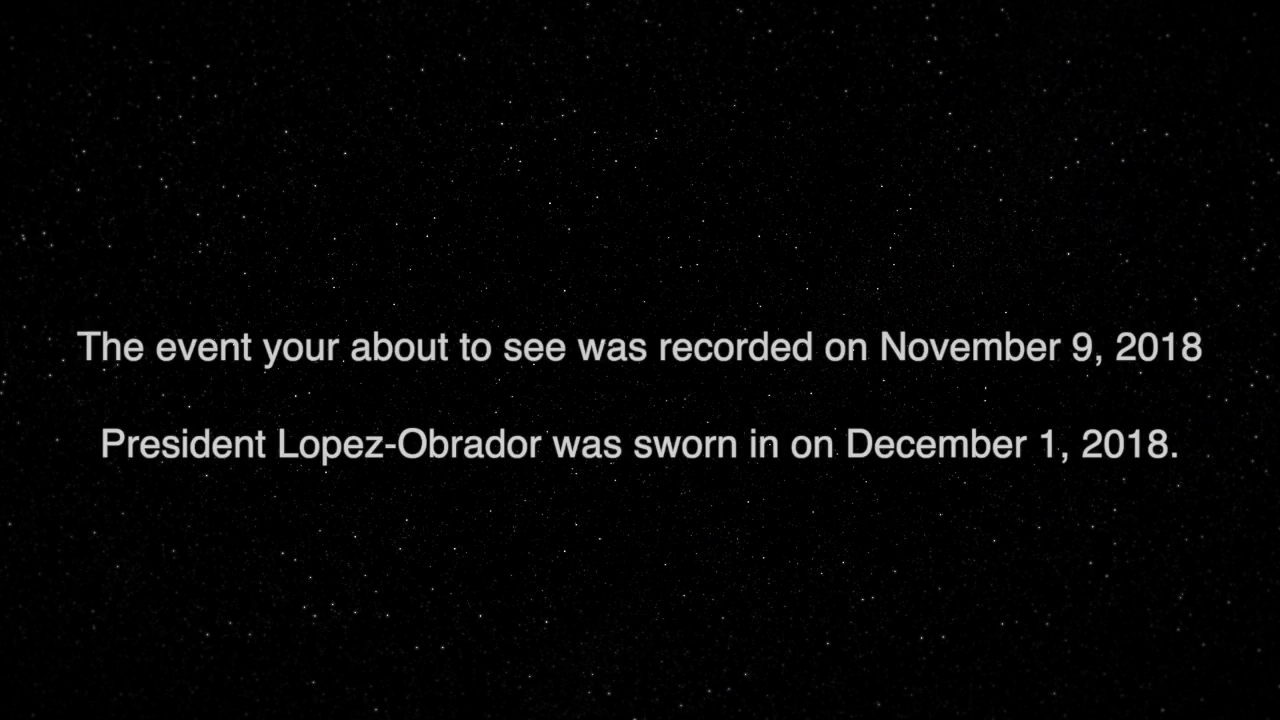 The event your about to see was recorded on November 9, 2018
President Lopez-Obrador was sworn in on December 1, 2018.